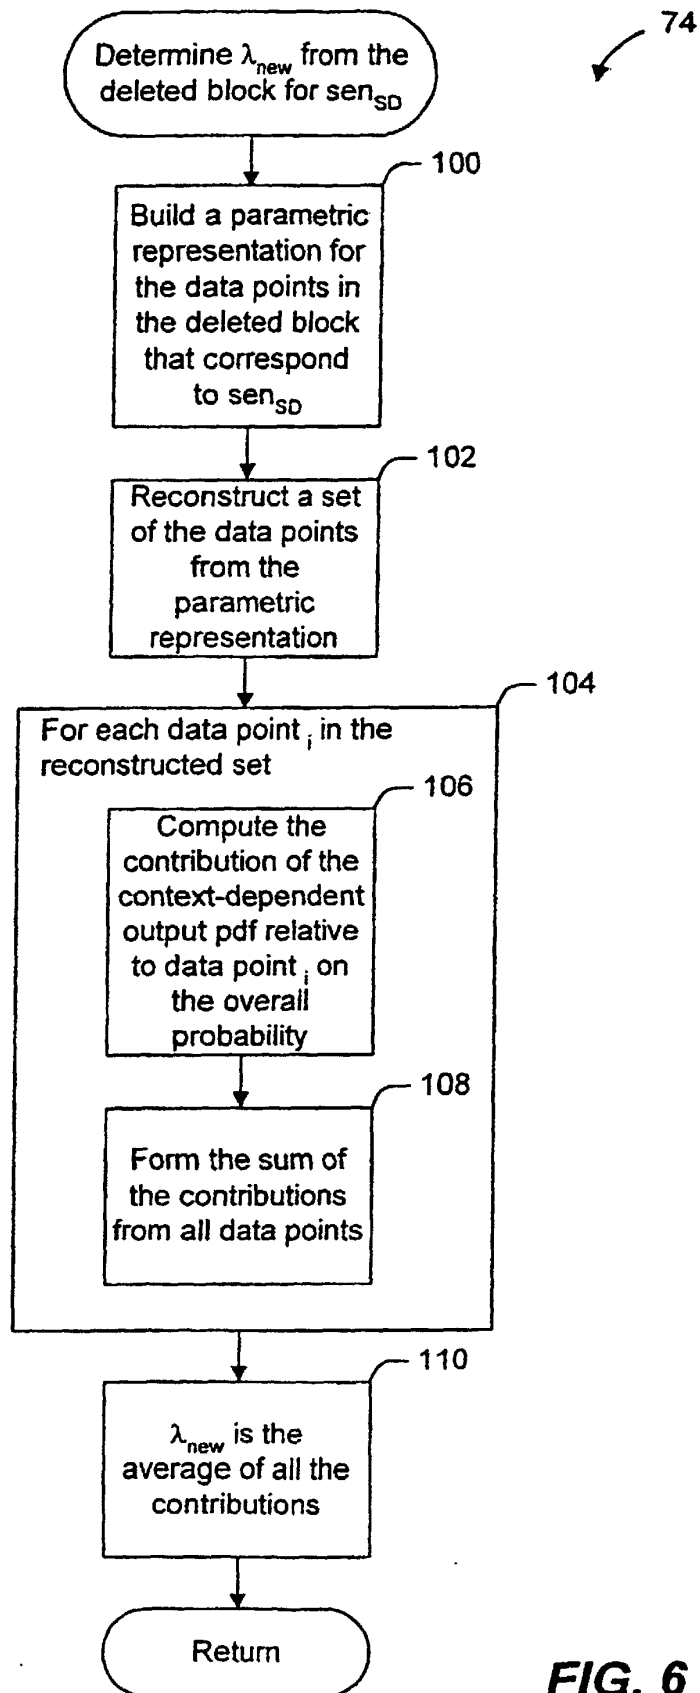 74
Determine λnew from the
deleted block for senSD
100
Build a parametric
representation for
the data points in
the deleted block
that correspond
to senSD
102
Reconstruct a set
of the data points
from the
parametric
representation
104
For each data point i in the
reconstructed set
106
Compute the
contribution of the
context-dependent
output pdf relative
to data point i on
the overall
probability
108
Form the sum of
the contributions
from all data points
110
λnew is the
average of all the
contributions
Return
FIG. 6